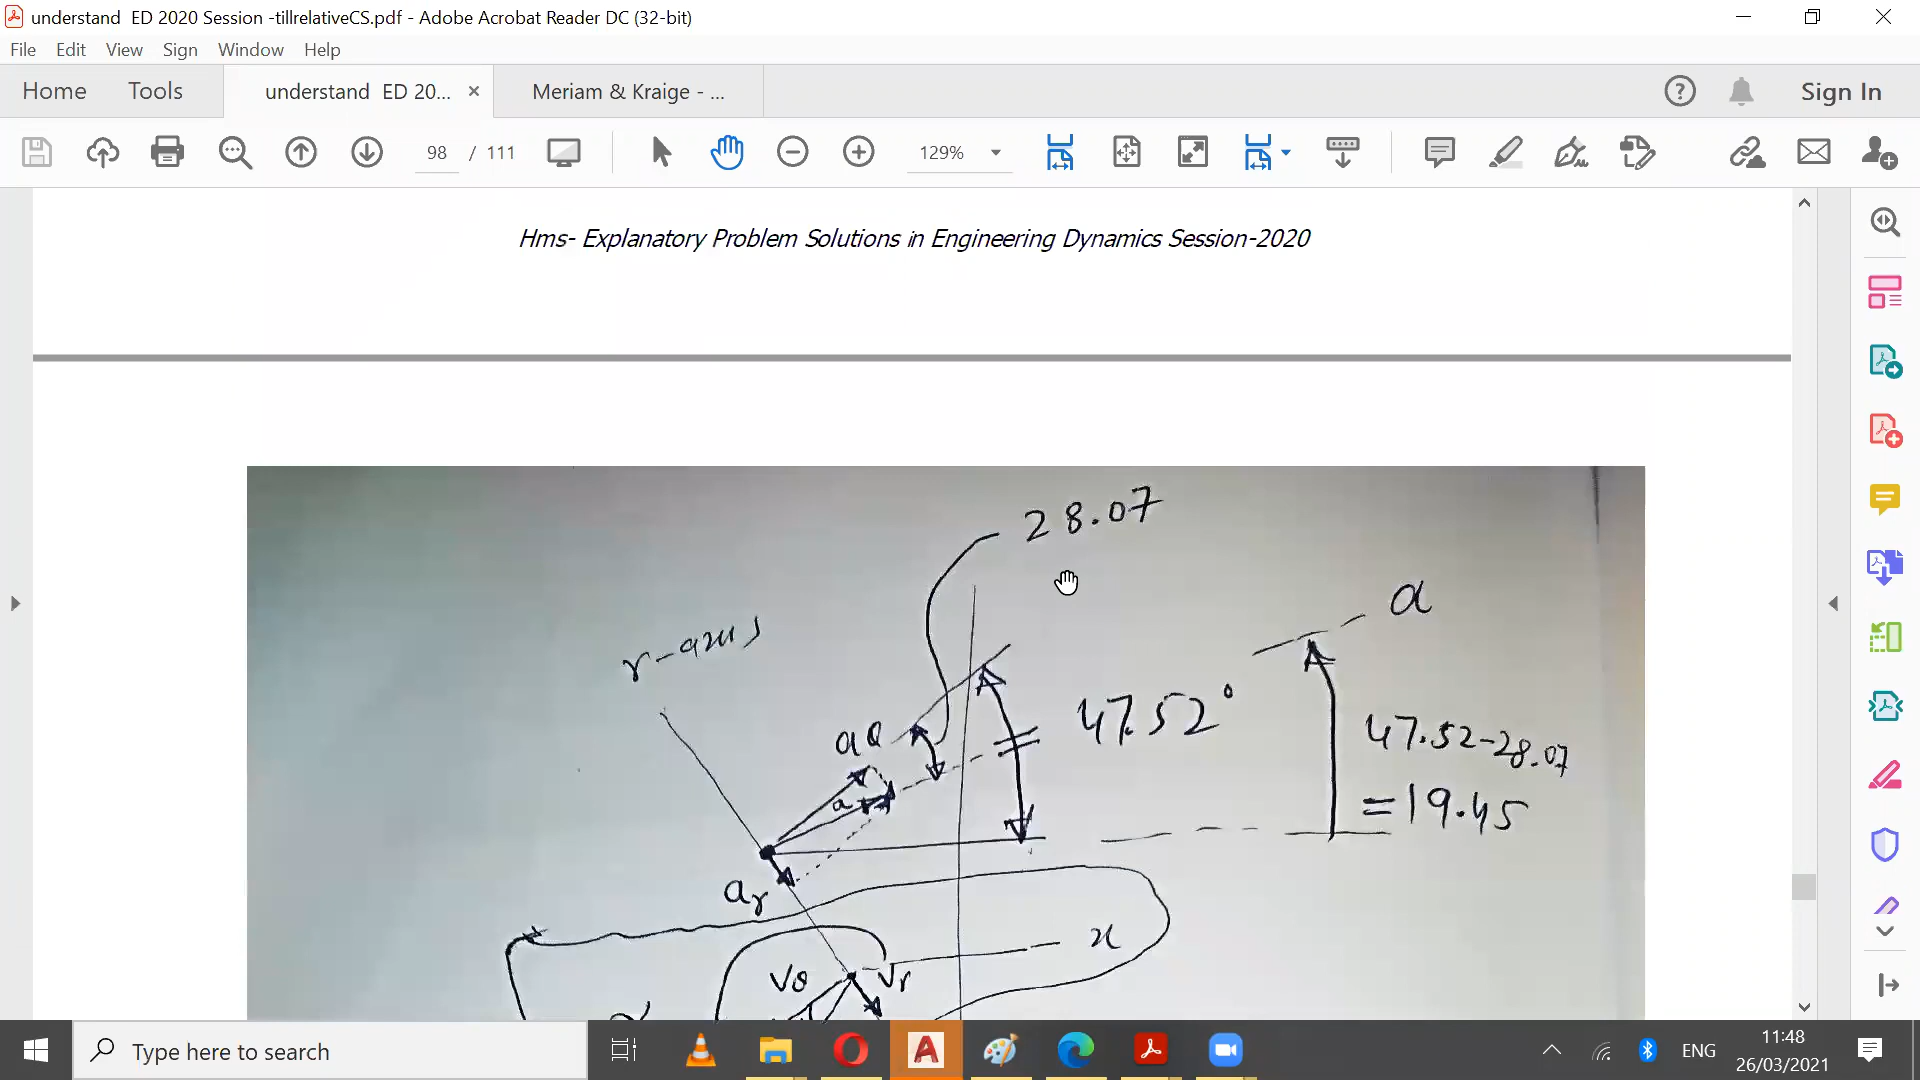 understand ED 2020 Session -tillrelativeCS.pdf - Adobe Acrobat Reader DC (32-bit)
File Edit View Sign Window Help
Home Tools understand ED 20... × Meriam & Kraige - ... Sign In
98 / 111 129%
Hms- Explanatory Problem Solutions in Engineering Dynamics Session-2020
28.07
a
r-axis
47.52°
aθ
47.52-28.07
a
=19.45
ar
x
Vθ Vr
Type here to search
ENG
11:48
26/03/2021